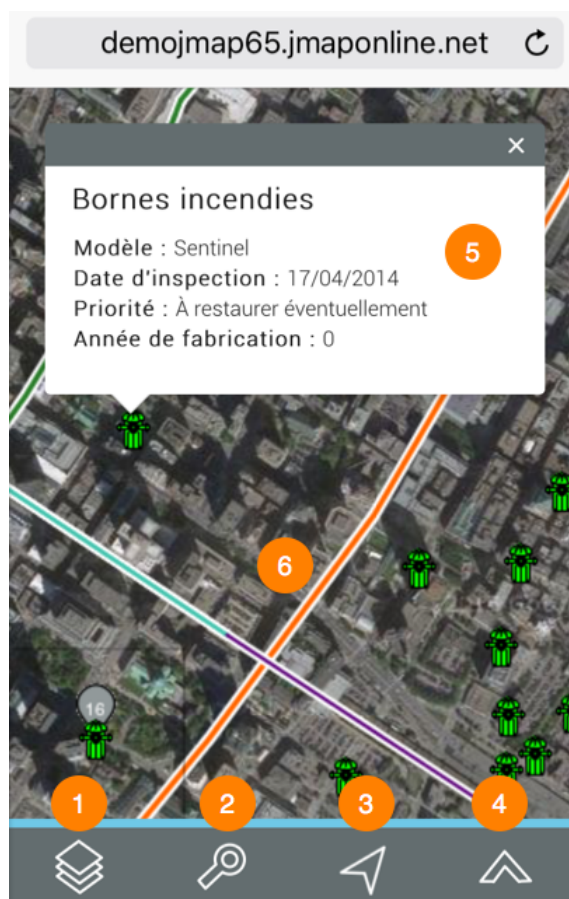 demojmap65.jmaponline.net
Bornes incendies
Modèle : Sentinel
Date d'inspection : 17/04/2014
Priorité : À restaurer éventuellement
Année de fabrication : 0
5
6
16
1
2
3
4